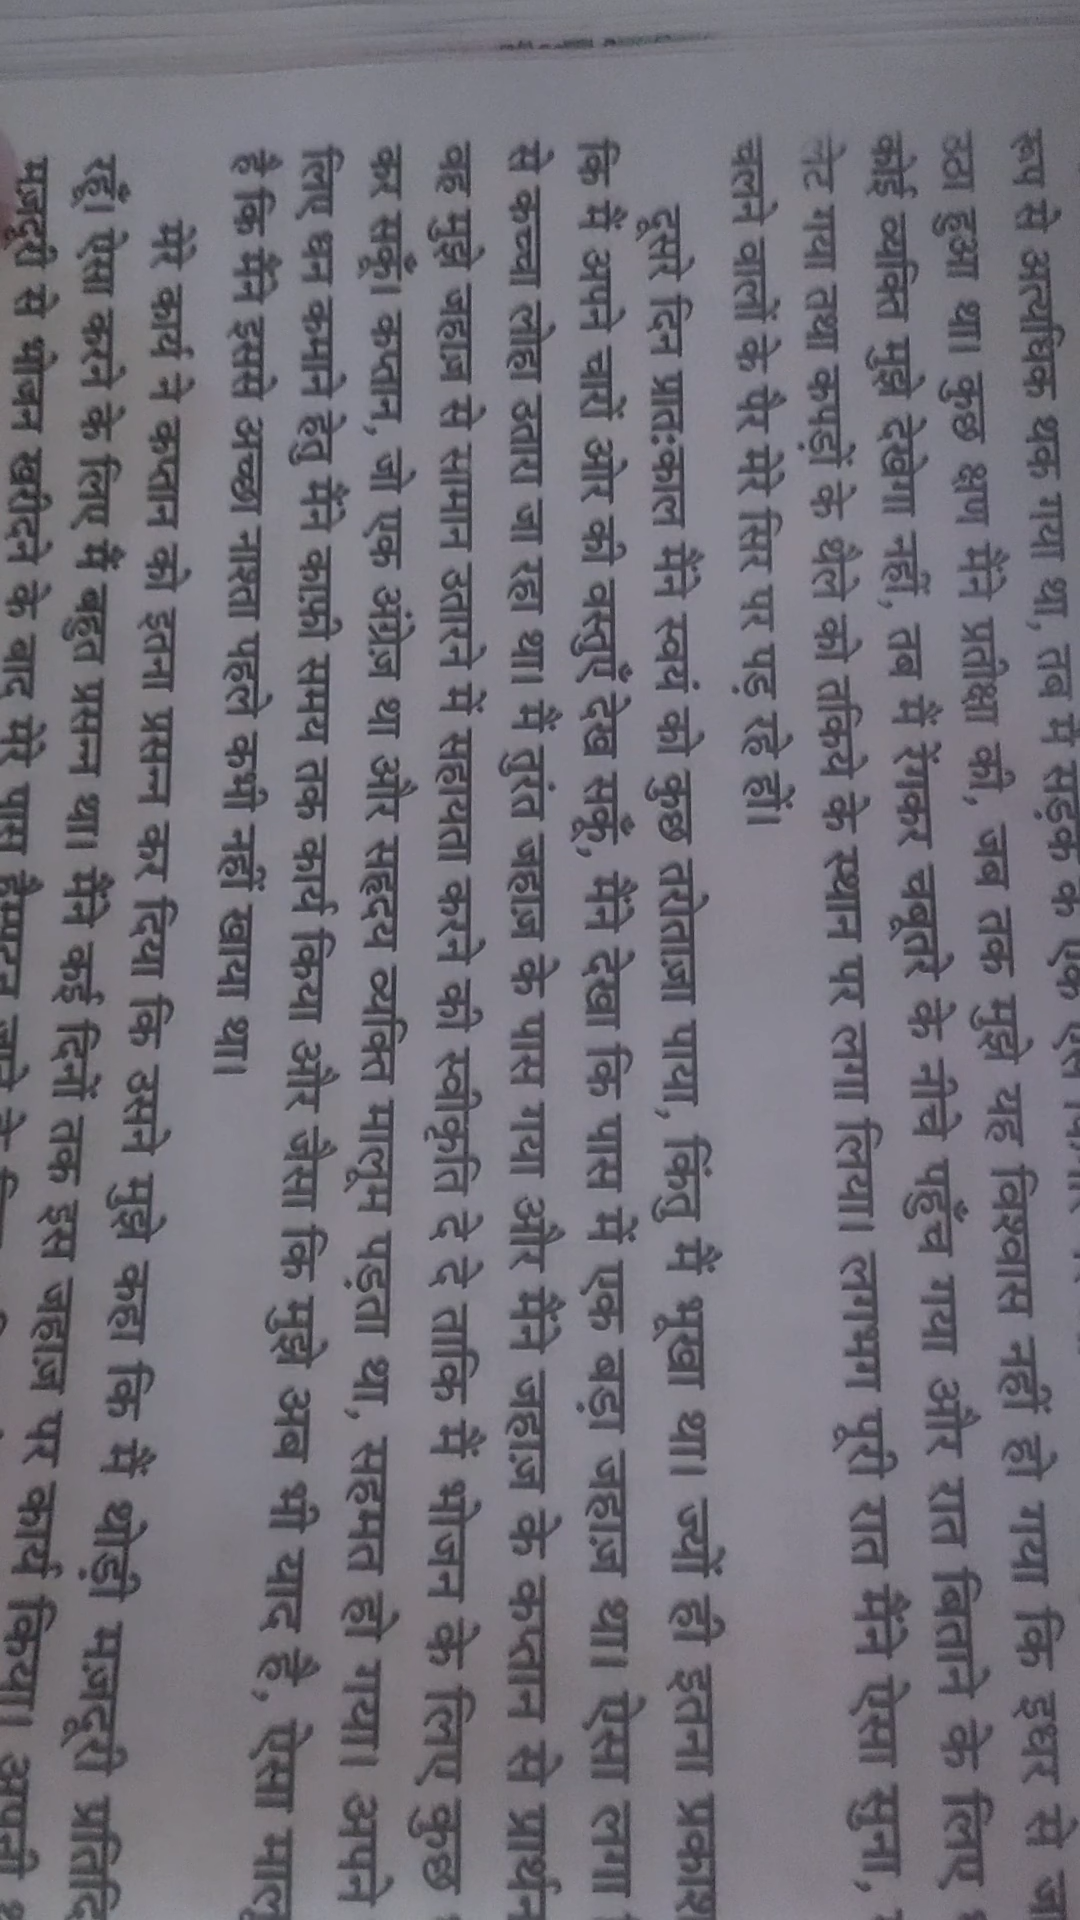 रूप से अत्यधिक थक गया था, तब मैं सड़क के एक ऐसे
उठा हुआ था। कुछ क्षण मैंने प्रतीक्षा की, जब तक मुझे यह विश्वास नहीं हो गया कि इधर से जा
कोई व्यक्ति मुझे देखेगा नहीं, तब मैं रेंगकर चबूतरे के नीचे पहुँच गया और रात बिताने के लिए
लेट गया तथा कपड़ों के थैले को तकिये के स्थान पर लगा लिया। लगभग पूरी रात मैंने ऐसा सुना,
चलने वालों के पैर मेरे सिर पर पड़ रहे हों।
दूसरे दिन प्रातःकाल मैंने स्वयं को कुछ तरोताजा पाया, किंतु मैं भूखा था। ज्यों ही इतना प्रकाश
कि मैं अपने चारों ओर की वस्तुएँ देख सकूँ, मैंने देखा कि पास में एक बड़ा जहाज़ था। ऐसा लगा
से कच्चा लोहा उतारा जा रहा था। मैं तुरंत जहाज़ के पास गया और मैंने जहाज़ के कप्तान से प्रार्थन
वह मुझे जहाज़ से सामान उतारने में सहायता करने की स्वीकृति दे दे ताकि मैं भोजन के लिए कुछ
कर सकूँ। कप्तान, जो एक अंग्रेज़ था और सहृदय व्यक्ति मालूम पड़ता था, सहमत हो गया। अपने
लिए धन कमाने हेतु मैंने काफ़ी समय तक कार्य किया और जैसा कि मुझे अब भी याद है, ऐसा मालू
है कि मैंने इससे अच्छा नाश्ता पहले कभी नहीं खाया था।
मेरे कार्य ने कप्तान को इतना प्रसन्न कर दिया कि उसने मुझे कहा कि मैं थोड़ी मज़दूरी प्रतिदि
रहूँ। ऐसा करने के लिए मैं बहुत प्रसन्न था। मैंने कई दिनों तक इस जहाज़ पर कार्य किया। अपनी
मज़दूरी से भोजन खरीदने के बाद मेरे पास हैम्पटन जाने के